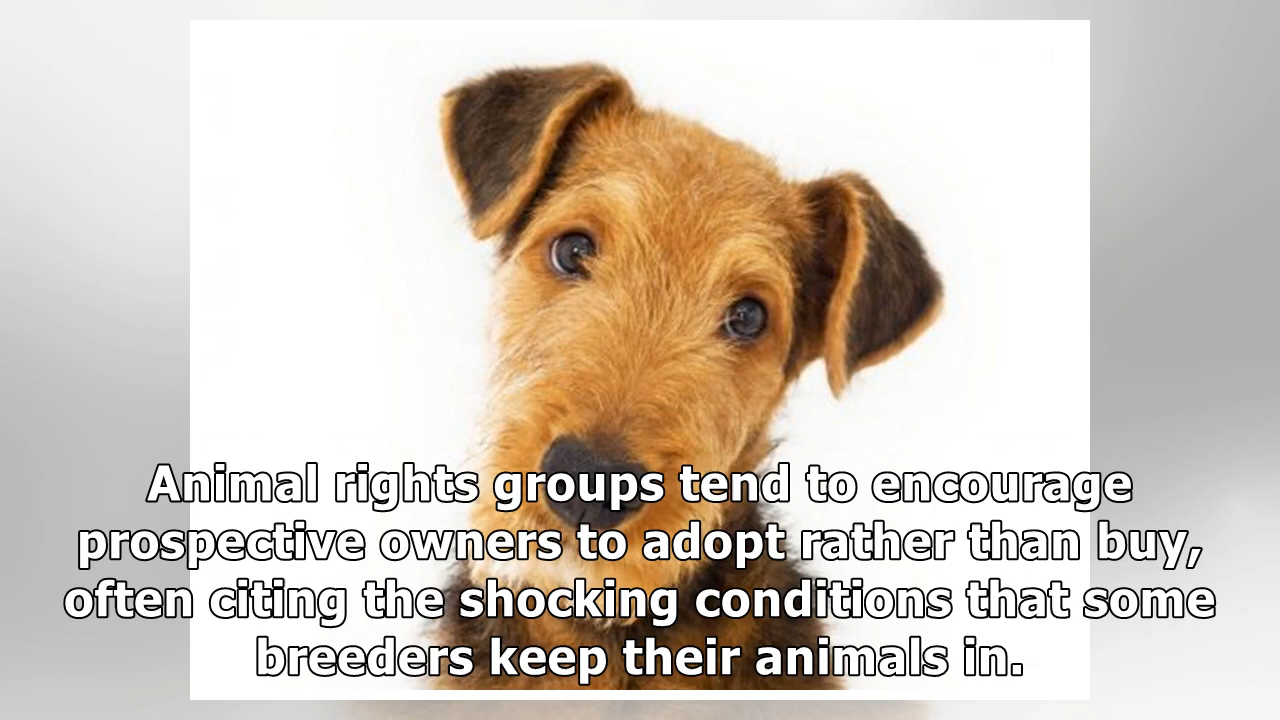 Animal rights groups tend to encourage
prospective owners to adopt rather than buy,
often citing the shocking conditions that some
breeders keep their animals in.